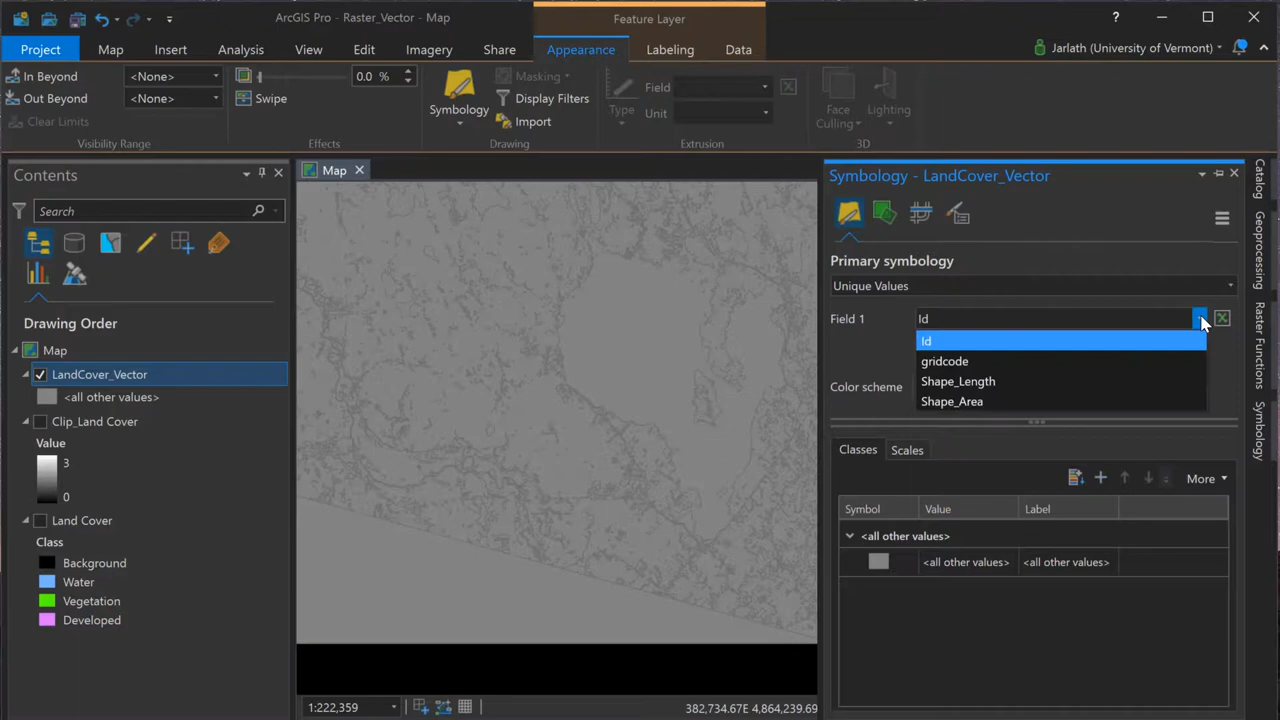 ArcGIS Pro - Raster_Vector - Map
Feature Layer
?
Project
Map
Insert
Analysis
View
Edit
Imagery
Share
Appearance
Labeling
Data
Jarlath (University of Vermont)
In Beyond
<None>
Out Beyond
<None>
Clear Limits
Visibility Range
0.0 %
Swipe
Effects
Symbology
Masking
Display Filters
Import
Drawing
Type
Field
Unit
Extrusion
Face
Culling
Lighting
3D
Contents
Search
Drawing Order
Map
LandCover_Vector
<all other values>
Clip_Land Cover
Value
3
0
Land Cover
Class
Background
Water
Vegetation
Developed
Map
1:222,359
382,734.67E 4,864,239.69
Symbology - LandCover_Vector
Primary symbology
Unique Values
Field 1
Id
Id
gridcode
Shape_Length
Shape_Area
Color scheme
Classes
Scales
More
Symbol
Value
Label
<all other values>
<all other values>
<all other values>
Catalog
Geoprocessing
Raster Functions
Symbology